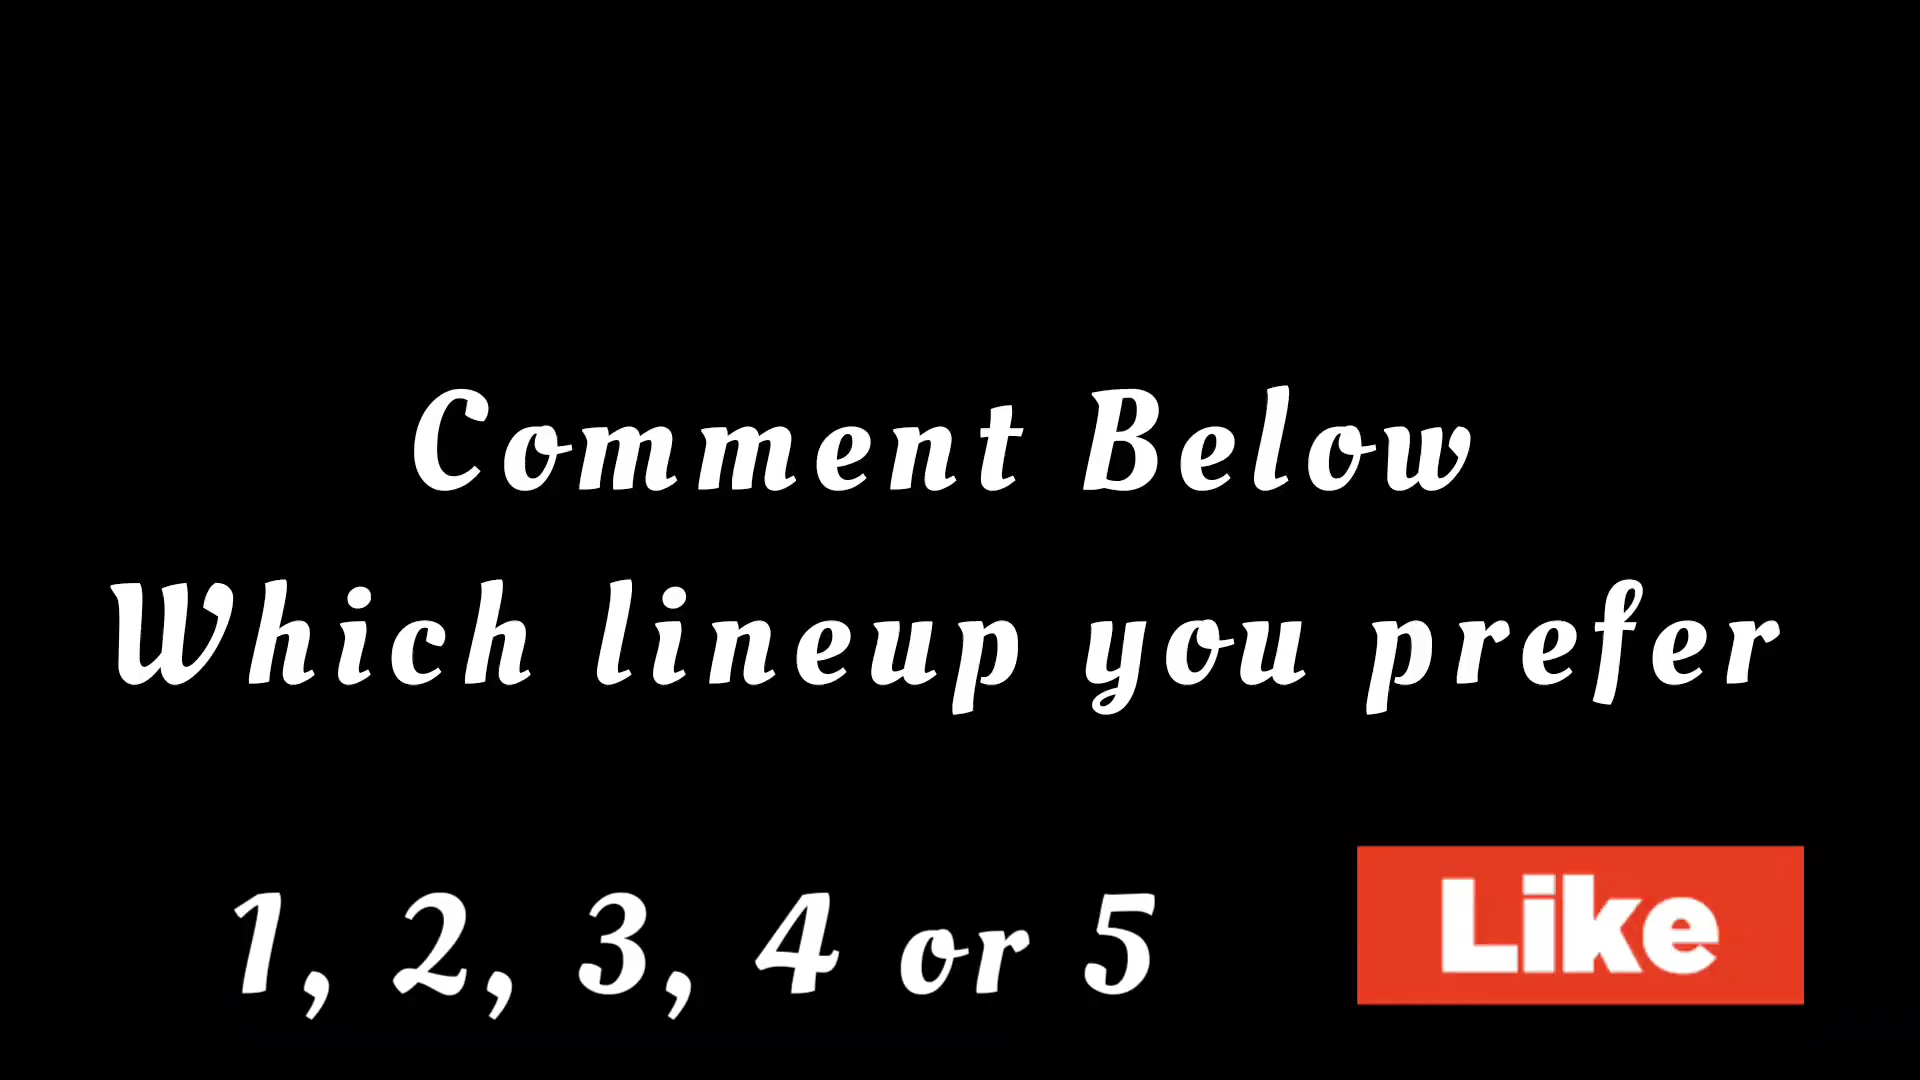 Comment Below
Which lineup you prefer
1, 2, 3, 4 or 5
Like